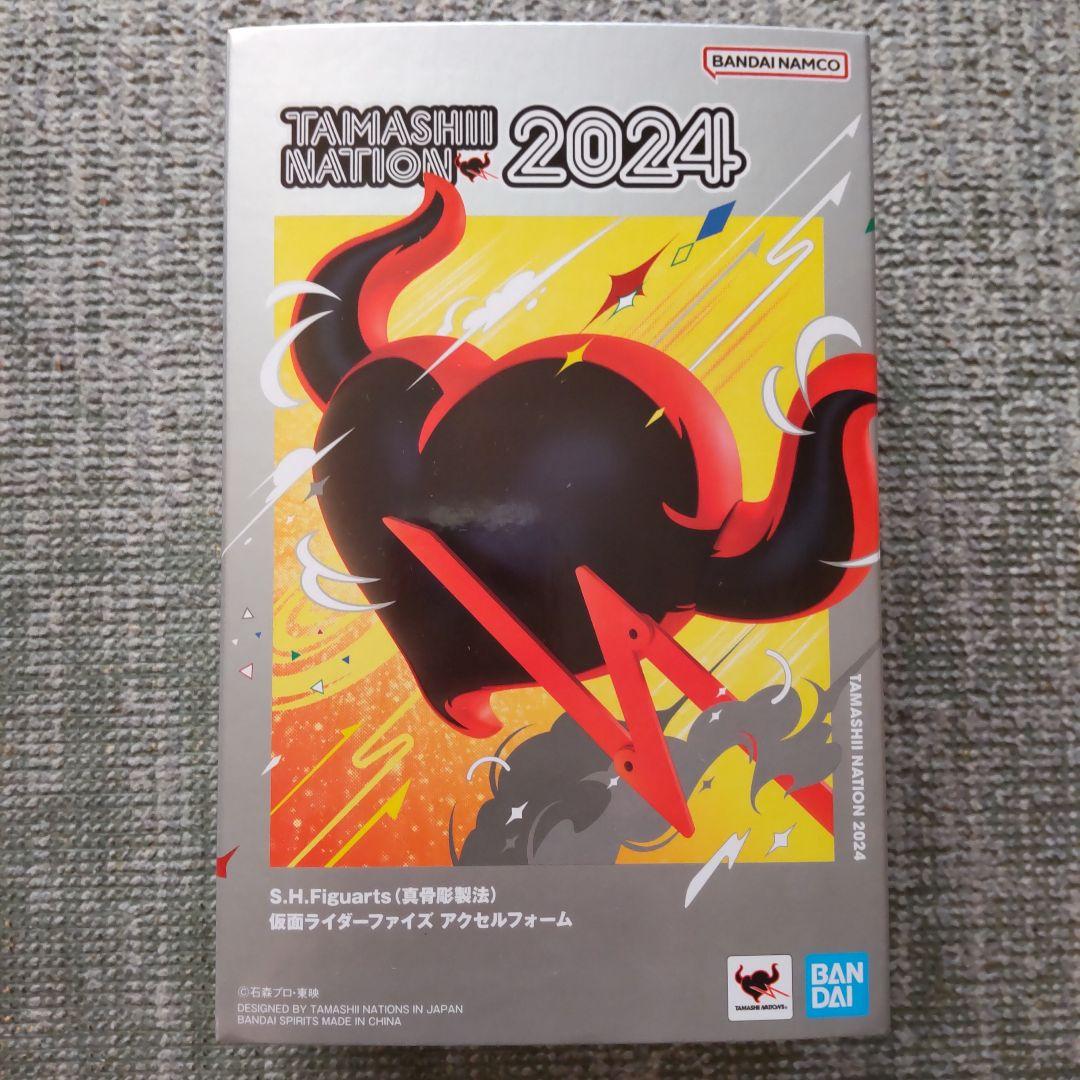 BANDAI NAMCO
TAMASHII
NATION 2024
TAMASHII NATION 2024
S.H.Figuarts(真骨彫製法)
仮面ライダーファイズ アクセルフォーム
©石森プロ・東映
DESIGNED BY TAMASHII NATIONS IN JAPAN
BANDAI SPIRITS MADE IN CHINA
TAMASHII NATIONS®
BAN
DAI